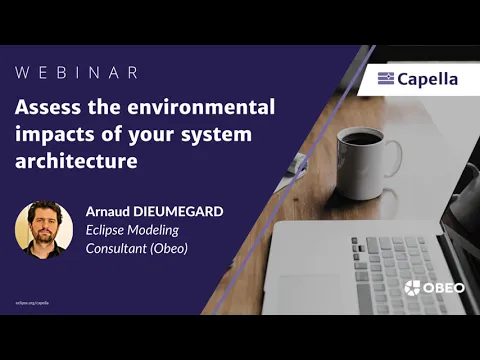 WEBINAR
Capella
Assess the environmental
impacts of your system
architecture
Arnaud DIEUMEGARD
Eclipse Modeling
Consultant (Obeo)
eclipse.org/capella
OBEO